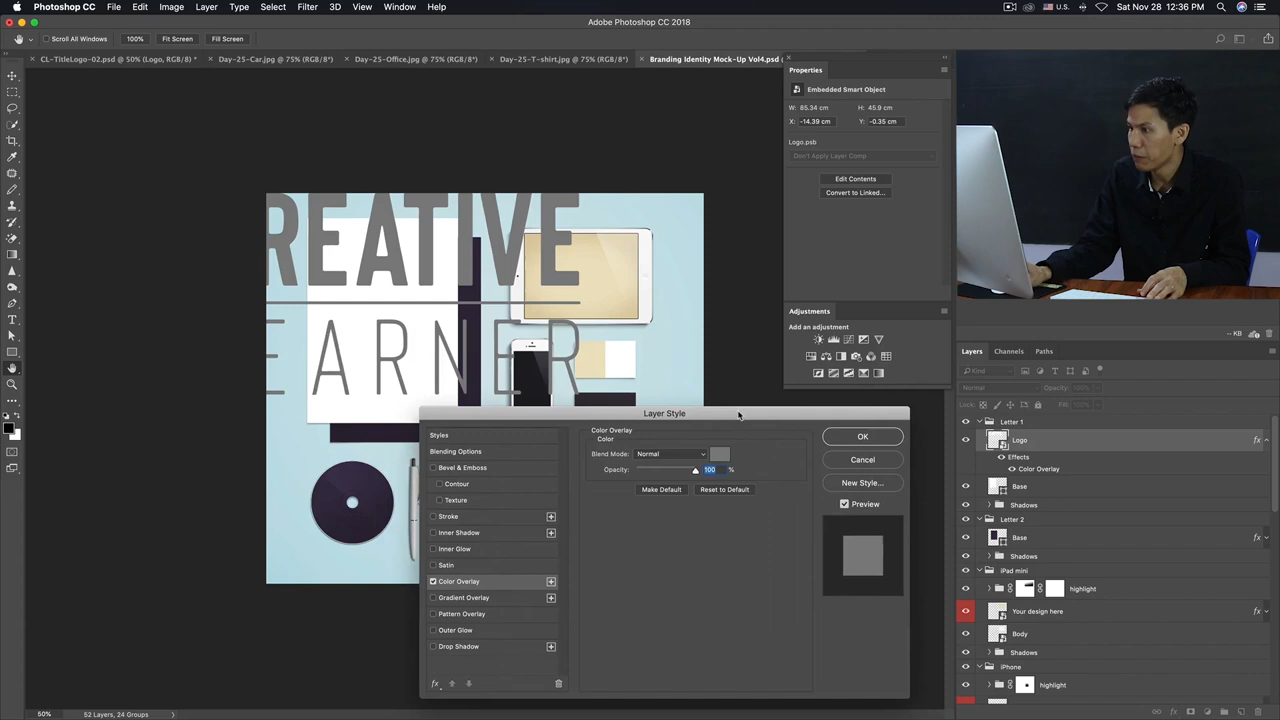 Photoshop CC File Edit Image Layer Type Select Filter 3D View Window Help
U.S. Sat Nov 28 12:36 PM
Adobe Photoshop CC 2018
Scroll All Windows 100% Fit Screen Fill Screen
CL-TitleLogo-02.psd @ 50% (Logo, RGB/8) *
Day-25-Car.jpg @ 75% (RGB/8*)
Day-25-Office.jpg @ 75% (RGB/8*)
Day-25-T-shirt.jpg @ 75% (RGB/8*)
Branding Identity Mock-Up Vol4.psd @
Properties
Embedded Smart Object
W: 85.34 cm H: 45.9 cm
X: -14.39 cm Y: -0.35 cm
Logo.psb
Don't Apply Layer Comp
Edit Contents
Convert to Linked...
Adjustments
Add an adjustment
REATIVE
EARNER
Layer Style
Styles
Blending Options
Bevel & Emboss
Contour
Texture
Stroke
Inner Shadow
Inner Glow
Satin
Color Overlay
Gradient Overlay
Pattern Overlay
Outer Glow
Drop Shadow
fx
Color Overlay
Color
Blend Mode: Normal
Opacity: 100 %
Make Default Reset to Default
OK
Cancel
New Style...
Preview
-- KB
Layers Channels Paths
Kind
Normal Opacity: 100%
Lock: Fill: 100%
Letter 1
Logo fx
Effects
Color Overlay
Base
Shadows
Letter 2
Base fx
Shadows
iPad mini
highlight
Your design here fx
Body
Shadows
iPhone
highlight
50% 52 Layers, 24 Groups